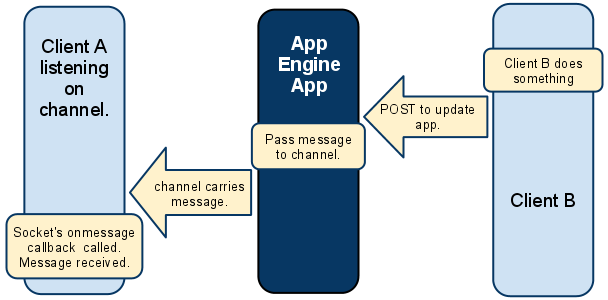 Client A
listening
on
channel.
App
Engine
App
Client B does
something
POST to update
app.
Pass message
to channel.
channel carries
message.
Client B
Socket's onmessage
callback  called.
Message received.